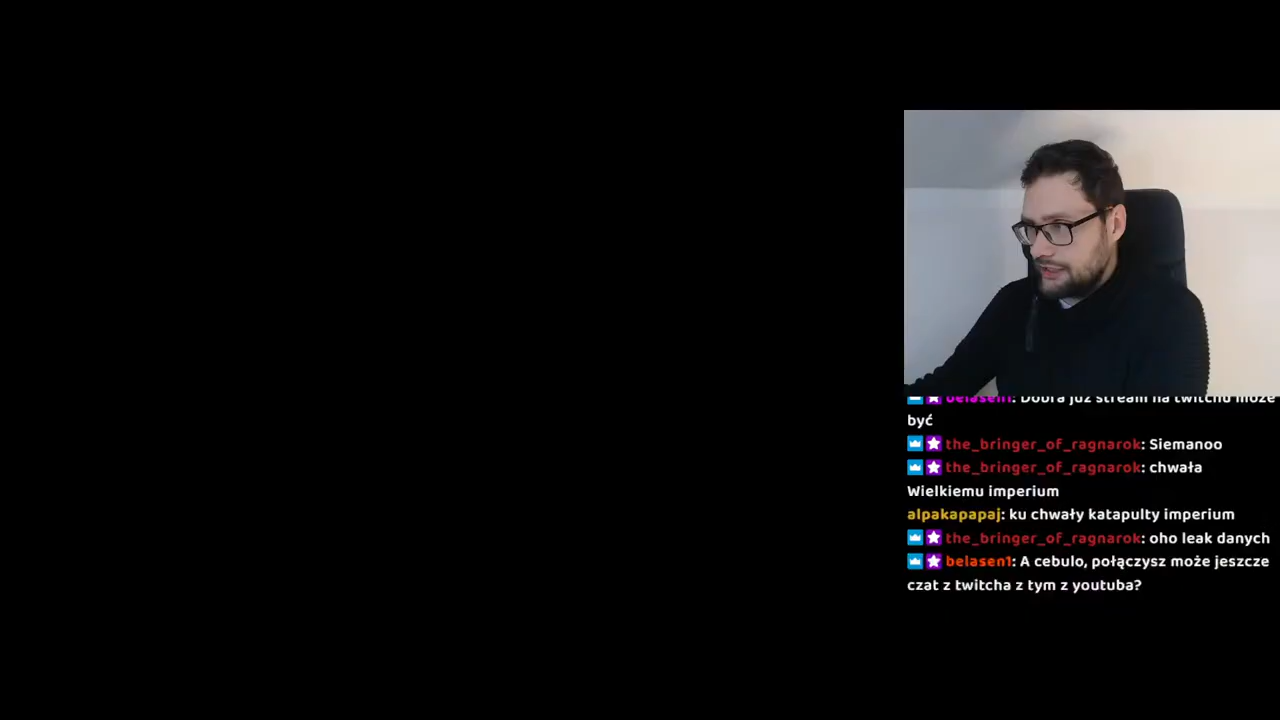 belasen1: Dobra już stream na twitchu może
być
the_bringer_of_ragnarok: Siemanoo
the_bringer_of_ragnarok: chwała
Wielkiemu imperium
alpakapapaj: ku chwały katapulty imperium
the_bringer_of_ragnarok: oho leak danych
belasen1: A cebulo, połączysz może jeszcze
czat z twitcha z tym z youtuba?